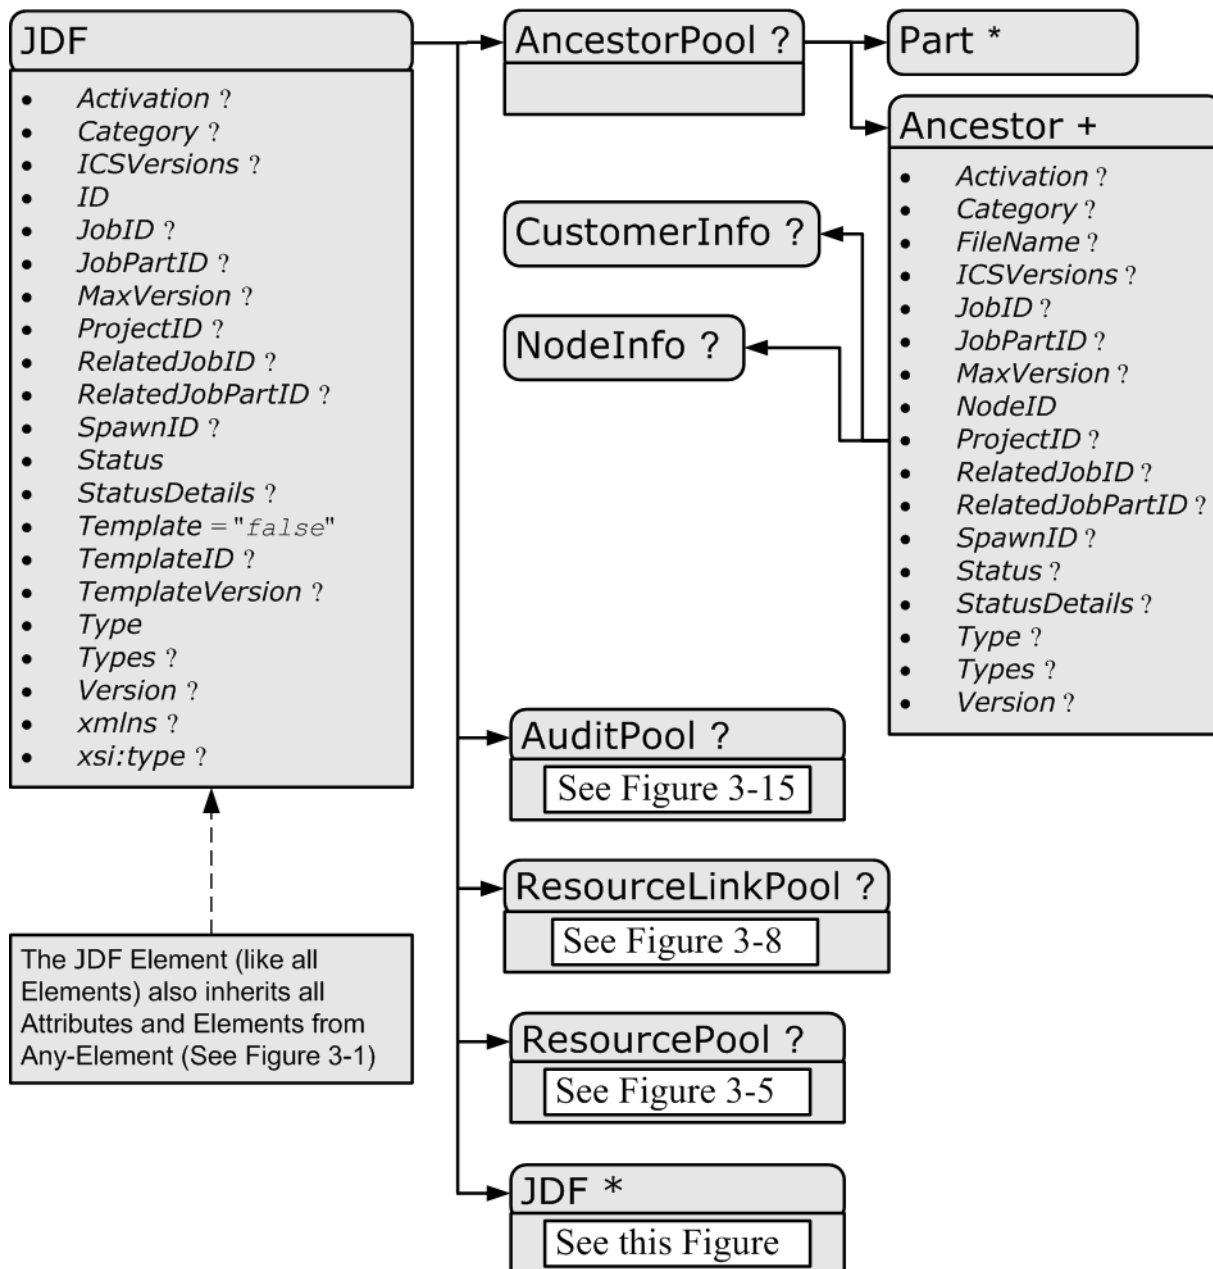 JDF
• Activation ?
• Category ?
• ICSVersions ?
• ID
• JobID ?
• JobPartID ?
• MaxVersion ?
• ProjectID ?
• RelatedJobID ?
• RelatedJobPartID ?
• SpawnID ?
• Status
• StatusDetails ?
• Template = "false"
• TemplateID ?
• TemplateVersion ?
• Type
• Types ?
• Version ?
• xmlns ?
• xsi:type ?
The JDF Element (like all
Elements) also inherits all
Attributes and Elements from
Any-Element (See Figure 3-1)
AncestorPool ?
Part *
Ancestor +
• Activation ?
• Category ?
• FileName ?
• ICSVersions ?
• JobID ?
• JobPartID ?
• MaxVersion ?
• NodeID
• ProjectID ?
• RelatedJobID ?
• RelatedJobPartID ?
• SpawnID ?
• Status ?
• StatusDetails ?
• Type ?
• Types ?
• Version ?
CustomerInfo ?
NodeInfo ?
AuditPool ?
See Figure 3-15
ResourceLinkPool ?
See Figure 3-8
ResourcePool ?
See Figure 3-5
JDF *
See this Figure